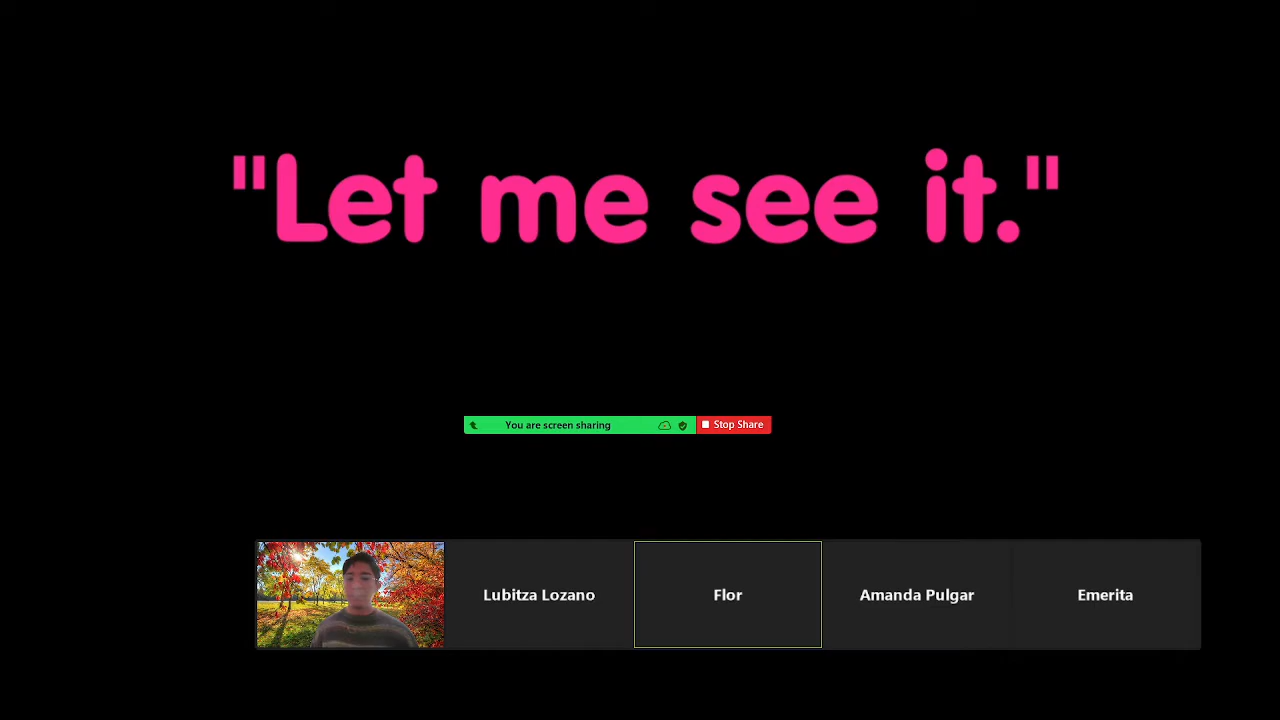 "Let me see it."
You are screen sharing
Stop Share
Lubitza Lozano
Flor
Amanda Pulgar
Emerita